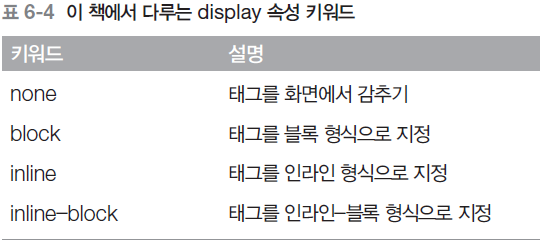 표 6-4 이 책에서 다루는 display 속성 키워드
키워드 설명
none 태그를 화면에서 감추기
block 태그를 블록 형식으로 지정
inline 태그를 인라인 형식으로 지정
inline-block 태그를 인라인-블록 형식으로 지정